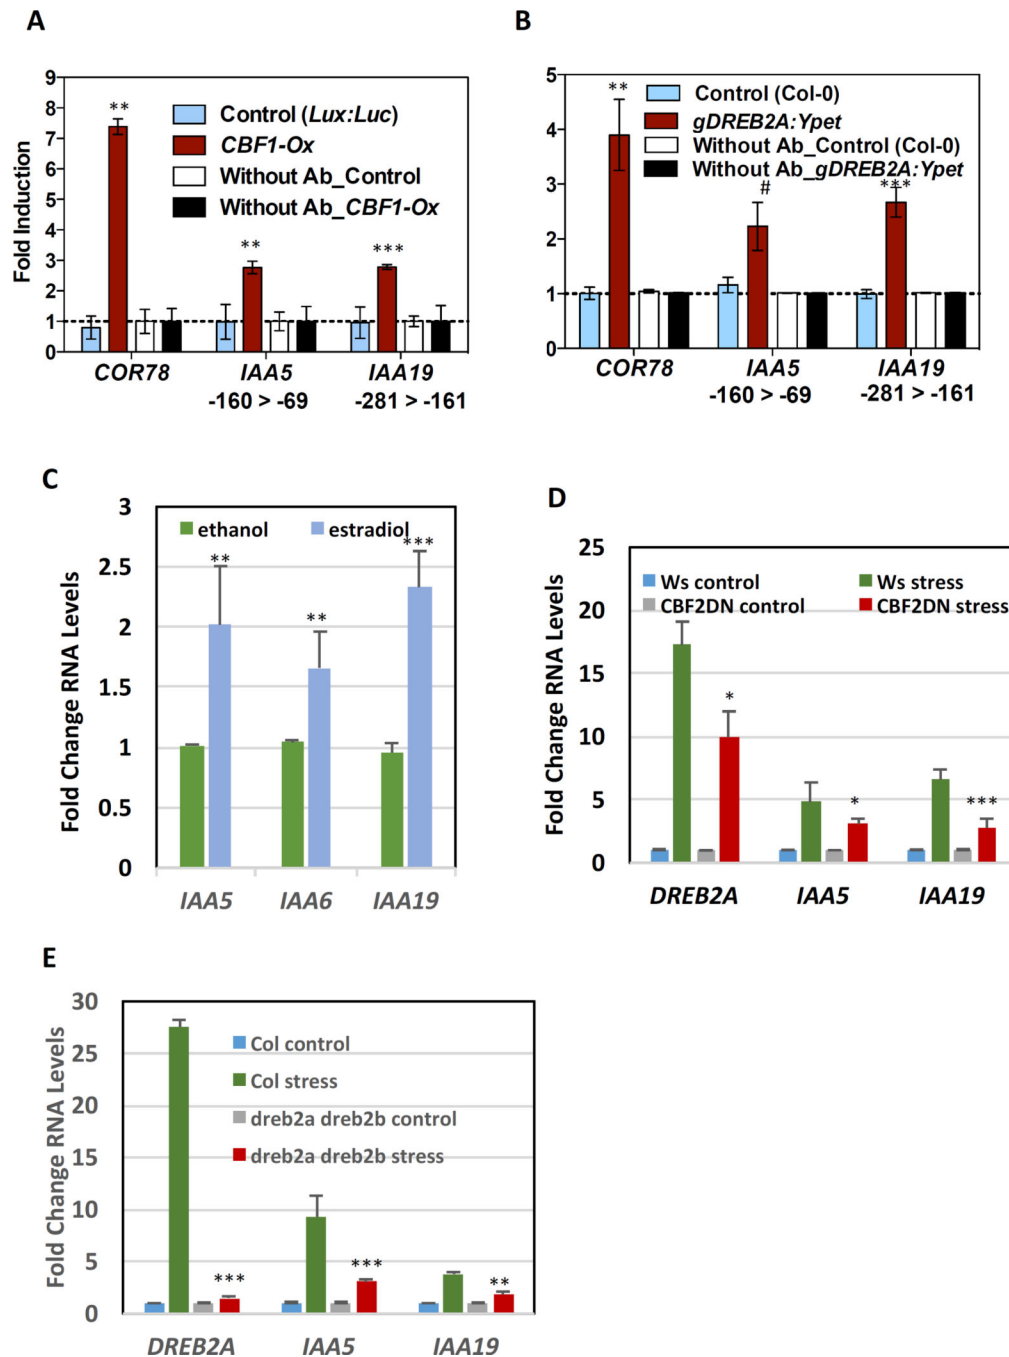 A
Fold Induction
9
8
7
6
5
4
3
2
1
0
Control (Lux:Luc)
CBF1-Ox
Without Ab_Control
Without Ab_CBF1-Ox
**
**
***
COR78 IAA5 IAA19
-160 > -69 -281 > -161
B
5
4
3
2
1
0
Control (Col-0)
gDREB2A:Ypet
Without Ab_Control (Col-0)
Without Ab_gDREB2A:Ypet
**
#
***
COR78 IAA5 IAA19
-160 > -69 -281 > -161
C
Fold Change RNA Levels
3
2.5
2
1.5
1
0.5
0
ethanol estradiol
**
**
***
IAA5 IAA6 IAA19
D
Fold Change RNA Levels
25
20
15
10
5
0
Ws control Ws stress
CBF2DN control CBF2DN stress
*
*
***
DREB2A IAA5 IAA19
E
Fold Change RNA Levels
30
25
20
15
10
5
0
Col control
Col stress
dreb2a dreb2b control
dreb2a dreb2b stress
***
***
**
DREB2A IAA5 IAA19